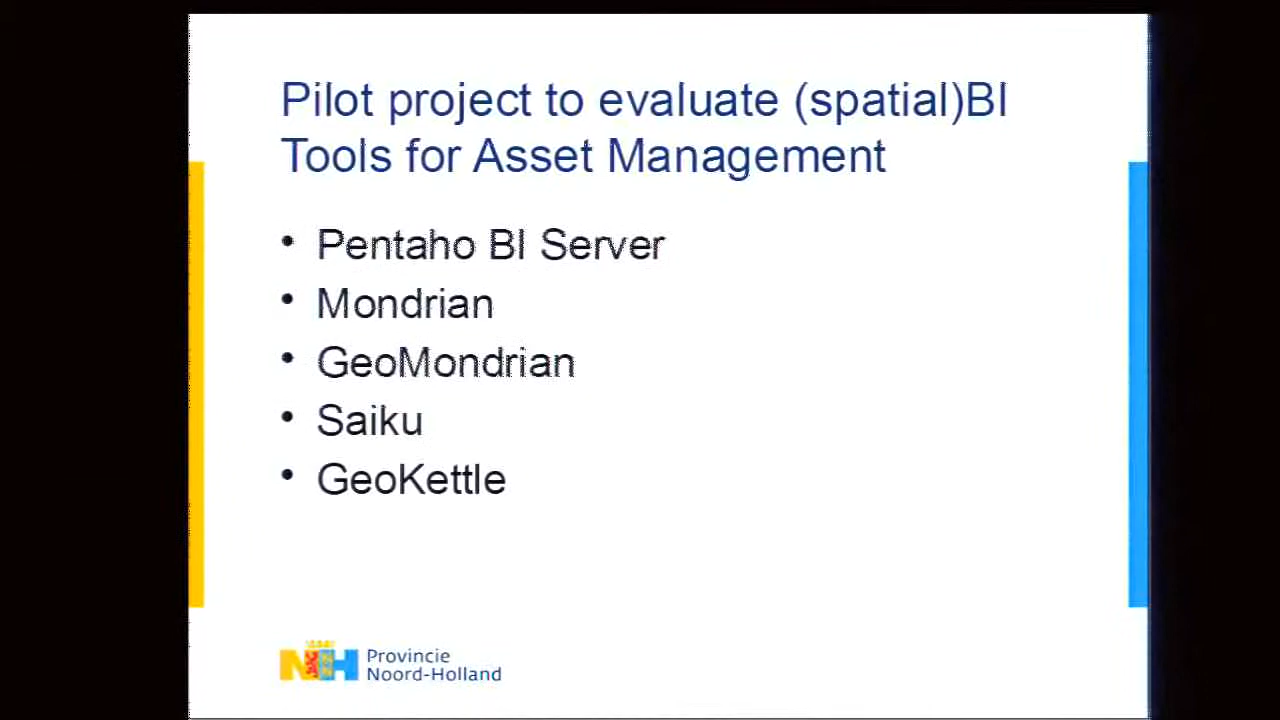 Pilot project to evaluate (spatial)BI
Tools for Asset Management
• Pentaho BI Server
• Mondrian
• GeoMondrian
• Saiku
• GeoKettle
NH Provincie
Noord-Holland